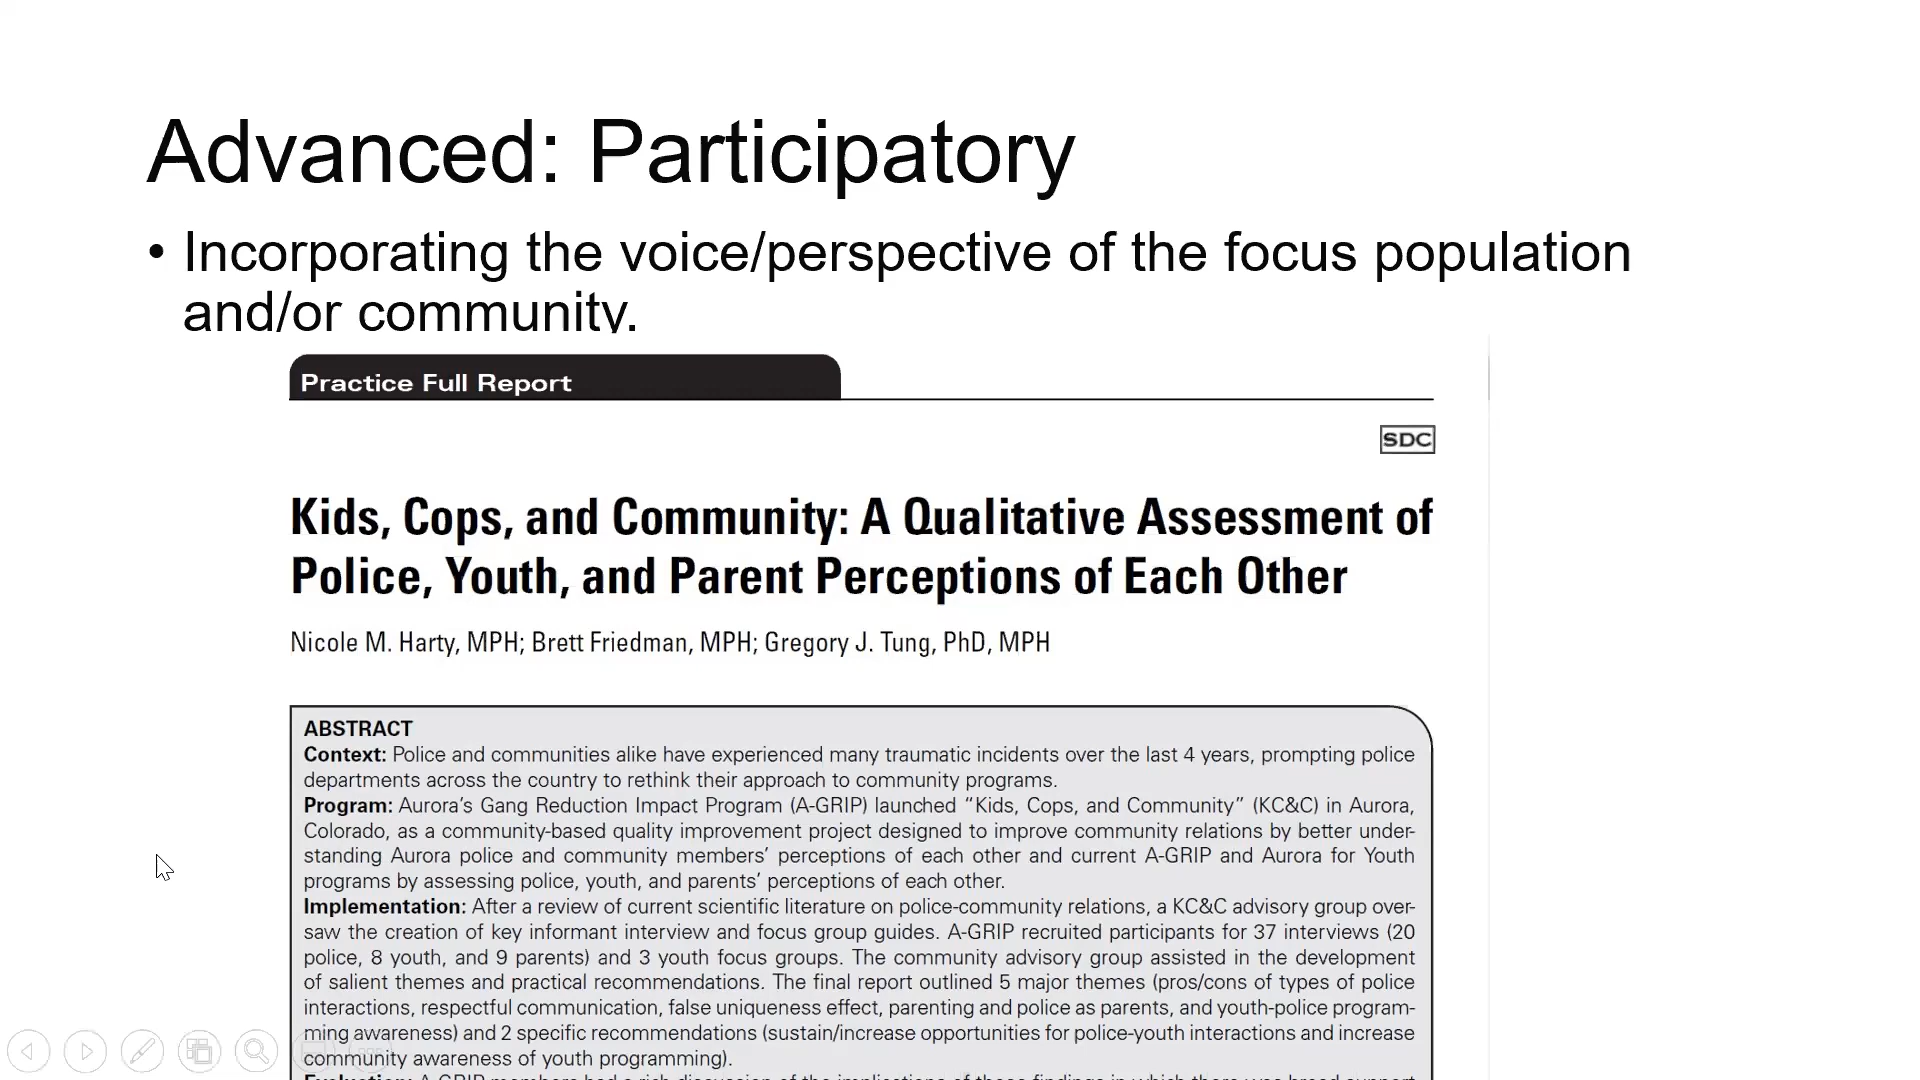 Advanced: Participatory
• Incorporating the voice/perspective of the focus population
and/or community.
Practice Full Report
SDC
Kids, Cops, and Community: A Qualitative Assessment of
Police, Youth, and Parent Perceptions of Each Other
Nicole M. Harty, MPH; Brett Friedman, MPH; Gregory J. Tung, PhD, MPH
ABSTRACT
Context: Police and communities alike have experienced many traumatic incidents over the last 4 years, prompting police
departments across the country to rethink their approach to community programs.
Program: Aurora's Gang Reduction Impact Program (A-GRIP) launched “Kids, Cops, and Community” (KC&C) in Aurora,
Colorado, as a community-based quality improvement project designed to improve community relations by better under-
standing Aurora police and community members' perceptions of each other and current A-GRIP and Aurora for Youth
programs by assessing police, youth, and parents' perceptions of each other.
Implementation: After a review of current scientific literature on police-community relations, a KC&C advisory group over-
saw the creation of key informant interview and focus group guides. A-GRIP recruited participants for 37 interviews (20
police, 8 youth, and 9 parents) and 3 youth focus groups. The community advisory group assisted in the development
of salient themes and practical recommendations. The final report outlined 5 major themes (pros/cons of types of police
interactions, respectful communication, false uniqueness effect, parenting and police as parents, and youth-police program-
ming awareness) and 2 specific recommendations (sustain/increase opportunities for police-youth interactions and increase
community awareness of youth programming).